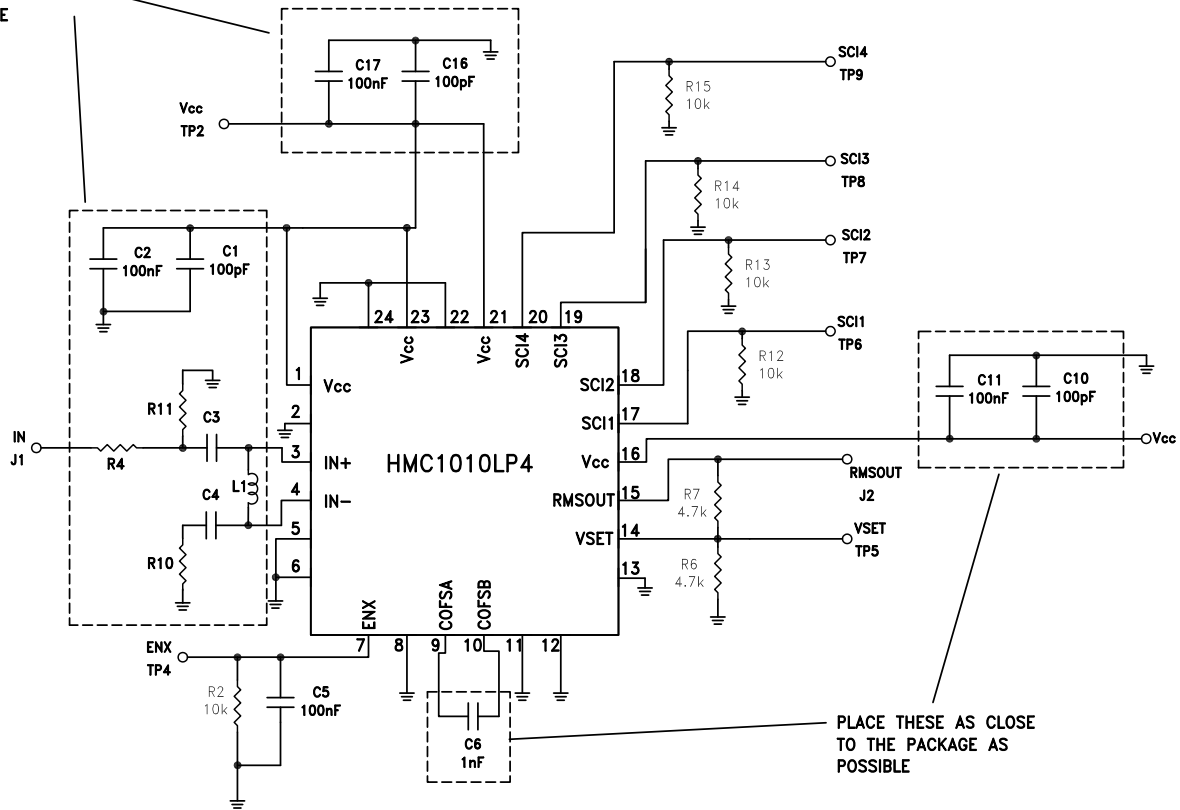 E
C17
100nF
C16
100pF
Vcc
TP2
SCI4
TP9
R15
10k
SCI3
TP8
R14
10k
SCI2
TP7
R13
10k
SCI1
TP6
R12
10k
C2
100nF
C1
100pF
24
23
22
21
20
19
Vcc
Vcc
SCI4
SCI3
1
Vcc
2
3
IN+
4
IN-
5
6
HMC1010LP4
18
SCI2
17
SCI1
16
Vcc
15
RMSOUT
14
VSET
13
C11
100nF
C10
100pF
Vcc
R11
C3
IN
J1
R4
L1
C4
R10
RMSOUT
J2
R7
4.7k
VSET
TP5
R6
4.7k
ENX
COFSA
COFSB
7
8
9
10
11
12
ENX
TP4
R2
10k
C5
100nF
C6
1nF
PLACE THESE AS CLOSE
TO THE PACKAGE AS
POSSIBLE